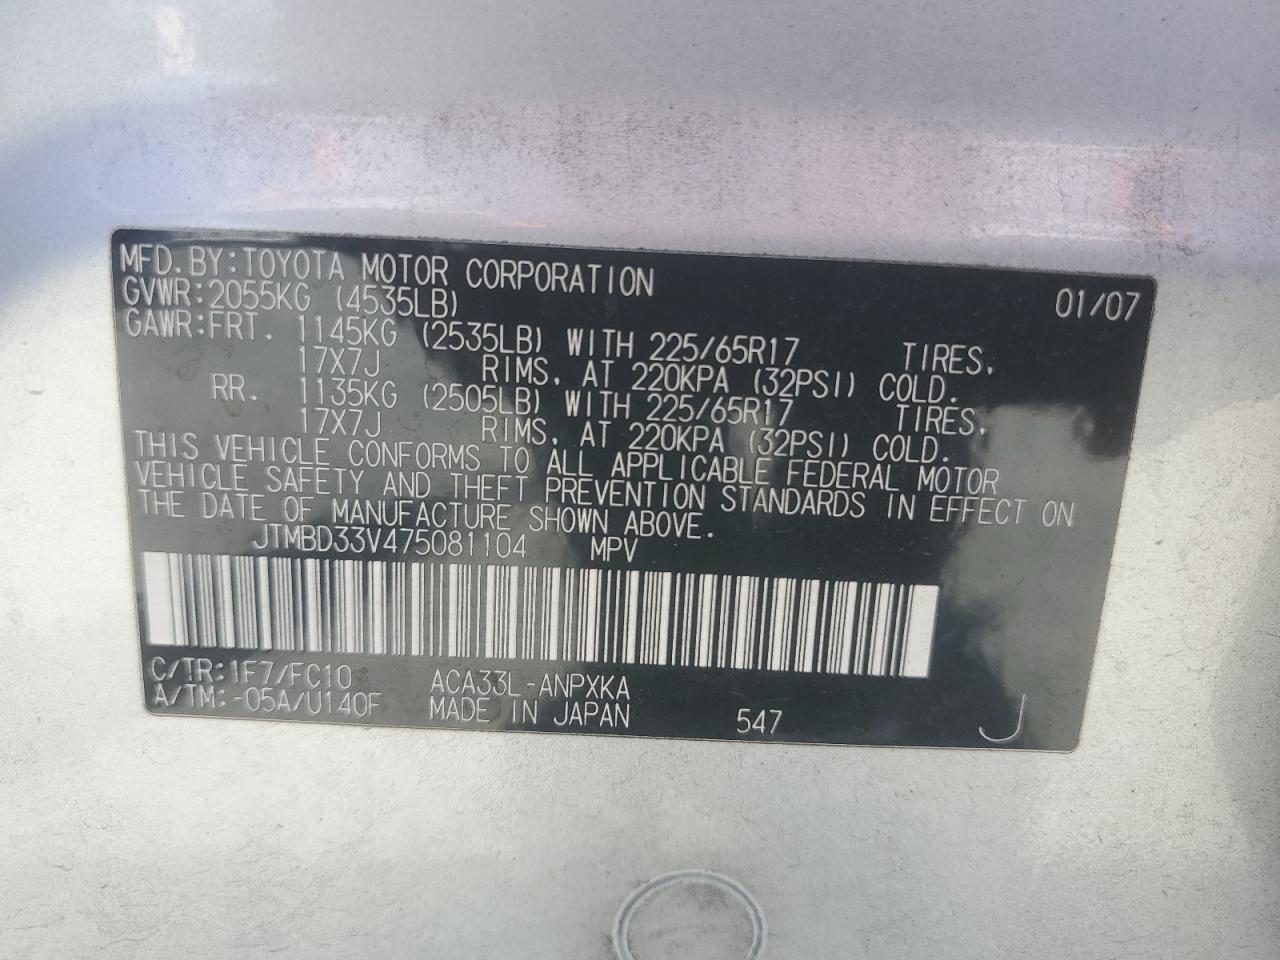 MFD. BY: TOYOTA MOTOR CORPORATION 01/07
GVWR: 2055KG (4535LB)
GAWR: FRT. 1145KG (2535LB) WITH 225/65R17 TIRES,
17X7J RIMS, AT 220KPA (32PSI) COLD.
RR. 1135KG (2505LB) WITH 225/65R17 TIRES,
17X7J RIMS, AT 220KPA (32PSI) COLD.
THIS VEHICLE CONFORMS TO ALL APPLICABLE FEDERAL MOTOR
VEHICLE SAFETY AND THEFT PREVENTION STANDARDS IN EFFECT ON
THE DATE OF MANUFACTURE SHOWN ABOVE.
JTMBD33V475081104 MPV
C/TR: 1F7/FC10 ACA33L-ANPXKA
A/TM: -05A/U140F MADE IN JAPAN 547 J